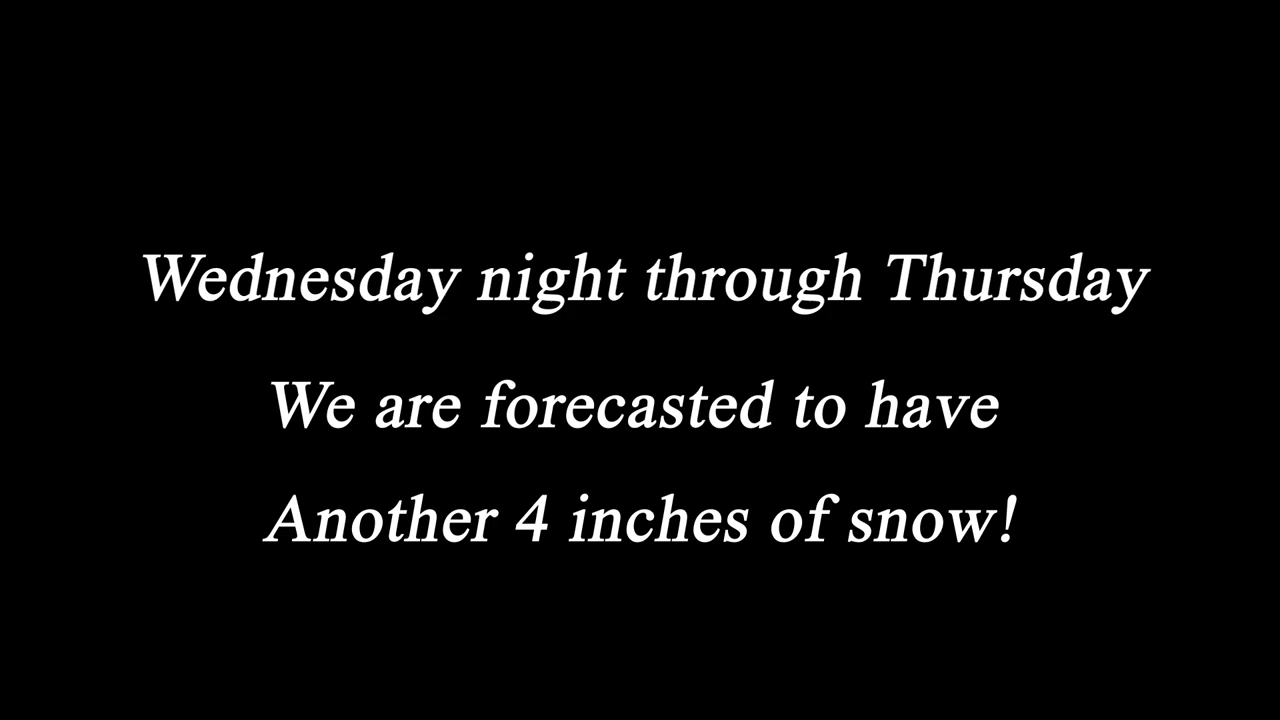 Wednesday night through Thursday
We are forecasted to have
Another 4 inches of snow!